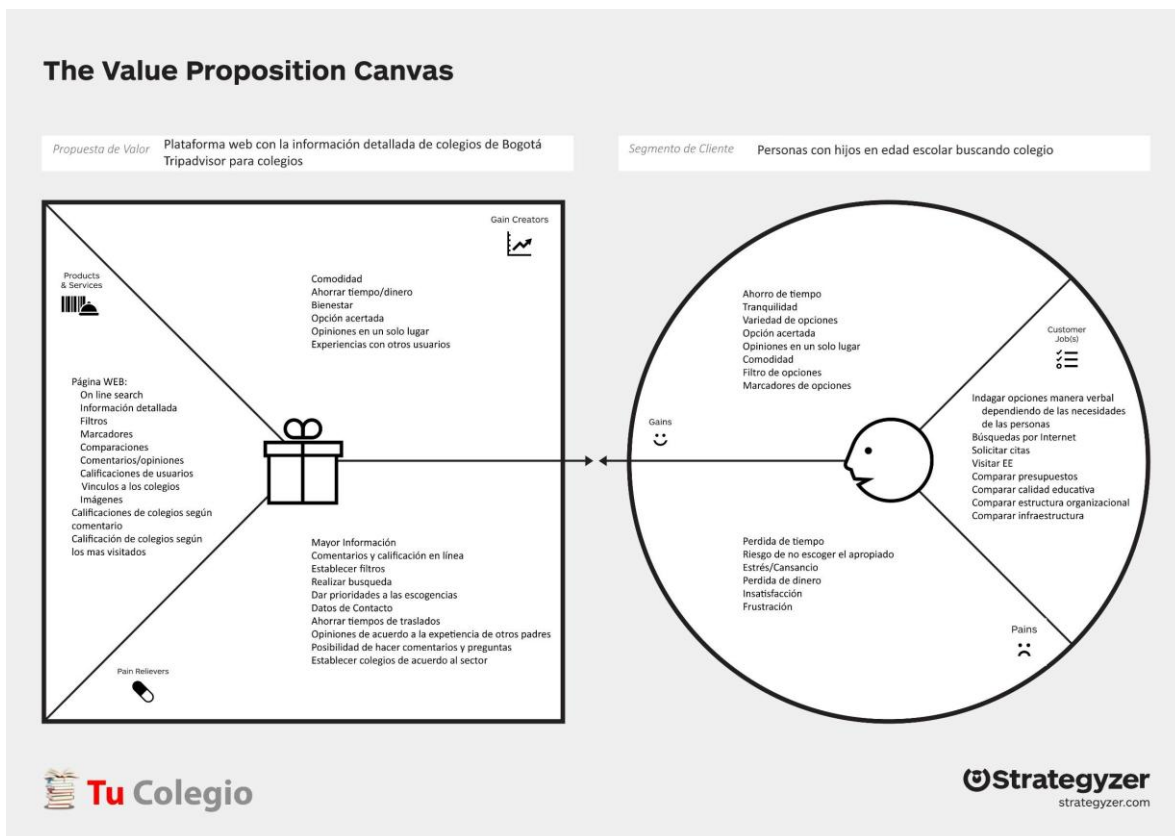 The Value Proposition Canvas
Propuesta de Valor
Plataforma web con la información detallada de colegios de Bogotá
Tripadvisor para colegios
Segmento de Cliente
Personas con hijos en edad escolar buscando colegio
Gain Creators
Products
& Services
Comodidad
Ahorrar tiempo/dinero
Bienestar
Opción acertada
Opiniones en un solo lugar
Experiencias con otros usuarios
Página WEB:
On line search
Información detallada
Filtros
Marcadores
Comparaciones
Comentarios/opiniones
Calificaciones de usuarios
Vinculos a los colegios
Imágenes
Calificaciones de colegios según
comentario
Calificación de colegios según
los mas visitados
Mayor Información
Comentarios y calificación en línea
Establecer filtros
Realizar busqueda
Dar prioridades a las escogencias
Datos de Contacto
Ahorrar tiempos de traslados
Opiniones de acuerdo a la expetiencia de otros padres
Posibilidad de hacer comentarios y preguntas
Establecer colegios de acuerdo al sector
Pain Relievers
Ahorro de tiempo
Tranquilidad
Variedad de opciones
Opción acertada
Opiniones en un solo lugar
Comodidad
Filtro de opciones
Marcadores de opciones
Customer
Job(s)
Gains
Indagar opciones manera verbal
dependiendo de las necesidades
de las personas
Búsquedas por Internet
Solicitar citas
Visitar EE
Comparar presupuestos
Comparar calidad educativa
Comparar estructura organizacional
Comparar infraestructura
Perdida de tiempo
Riesgo de no escoger el apropiado
Estrés/Cansancio
Perdida de dinero
Insatisfacción
Frustración
Pains
Tu Colegio
Strategyzer
strategyzer.com